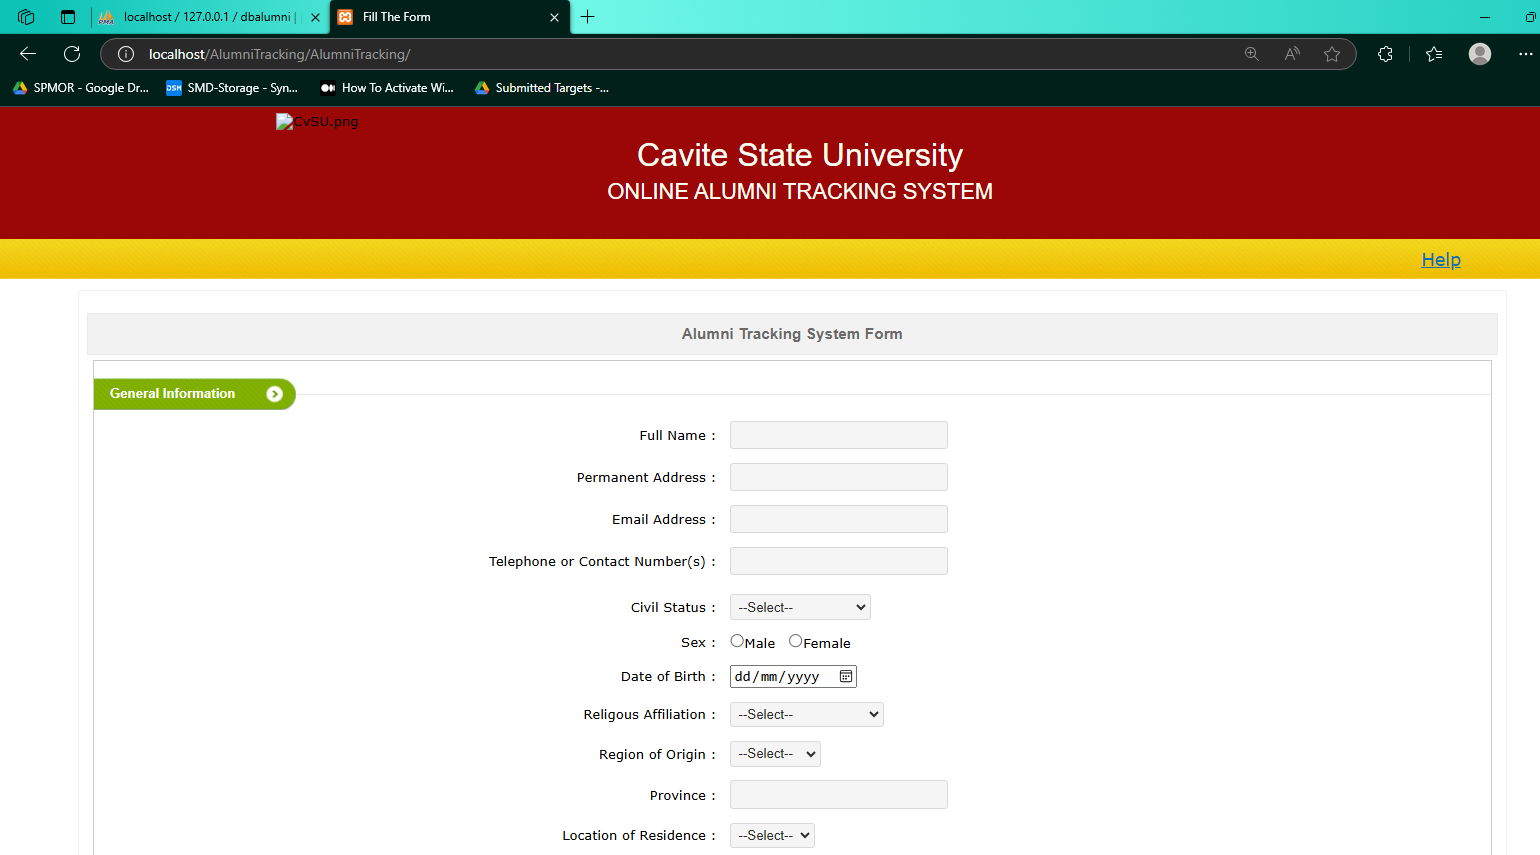 localhost / 127.0.0.1 / dbalumni |
Fill The Form
localhost/AlumniTracking/AlumniTracking/
SPMOR - Google Dr...
SMD-Storage - Syn...
How To Activate Wi...
Submitted Targets -...
CvSU.png
Cavite State University
ONLINE ALUMNI TRACKING SYSTEM
Help
Alumni Tracking System Form
General Information
Full Name :
Permanent Address :
Email Address :
Telephone or Contact Number(s) :
Civil Status : --Select--
Sex : Male Female
Date of Birth : dd/mm/yyyy
Religous Affiliation : --Select--
Region of Origin : --Select--
Province :
Location of Residence : --Select--